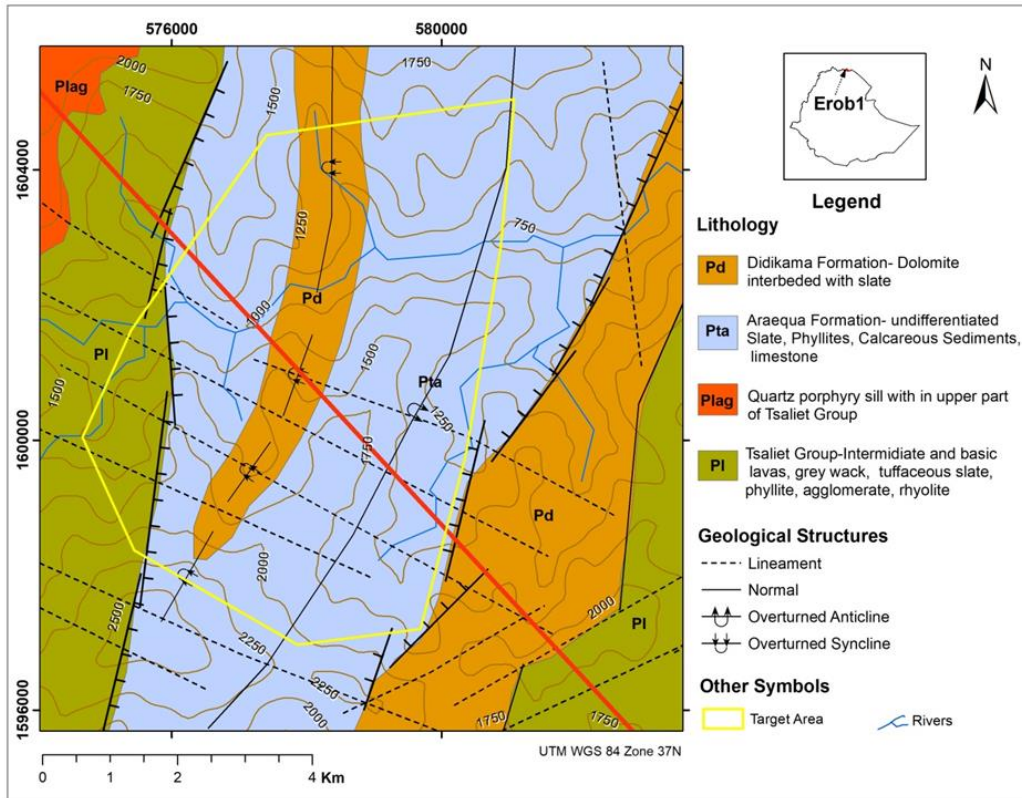 576000 580000
1604000
1600000
1596000
2000
1750
1500
1750
Plag
1250
750
1000
Pd
Pl
1500
1500
Pta
1250
1750
Pd
2000
2500
2250
2250
2000
2000
Pl
1750
1750
UTM WGS 84 Zone 37N
0 1 2 4 Km
Erob1
N
Legend
Lithology
Pd Didikama Formation- Dolomite
interbeded with slate
Pta Araequa Formation- undifferentiated
Slate, Phyllites, Calcareous Sediments,
limestone
Plag Quartz porphyry sill with in upper part
of Tsaliet Group
Pl Tsaliet Group-Intermidiate and basic
lavas, grey wack, tuffaceous slate,
phyllite, agglomerate, rhyolite
Geological Structures
Lineament
Normal
Overturned Anticline
Overturned Syncline
Other Symbols
Target Area Rivers